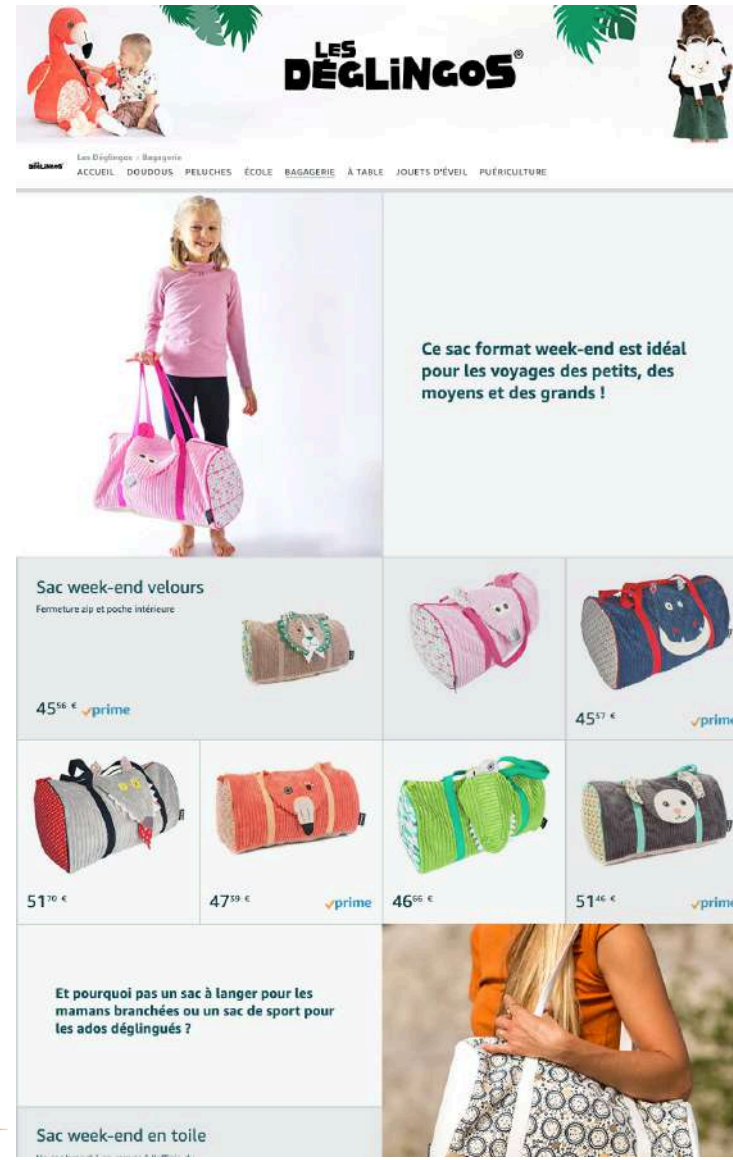 LES
DÉGLiNGOS®
Les Déglingos › Bagagerie
DÉGLINGOS
ACCUEIL DOUDOUS PELUCHES ÉCOLE BAGAGERIE À TABLE JOUETS D'ÉVEIL PUÉRICULTURE
Ce sac format week-end est idéal
pour les voyages des petits, des
moyens et des grands !
Sac week-end velours
Fermeture zip et poche intérieure
45⁵⁶ € prime
45⁵⁷ € prime
51⁷⁰ €
47⁵⁹ € prime
46⁶⁶ €
51⁴⁶ € prime
Et pourquoi pas un sac à langer pour les
mamans branchées ou un sac de sport pour
les ados déglingués ?
Sac week-end en toile